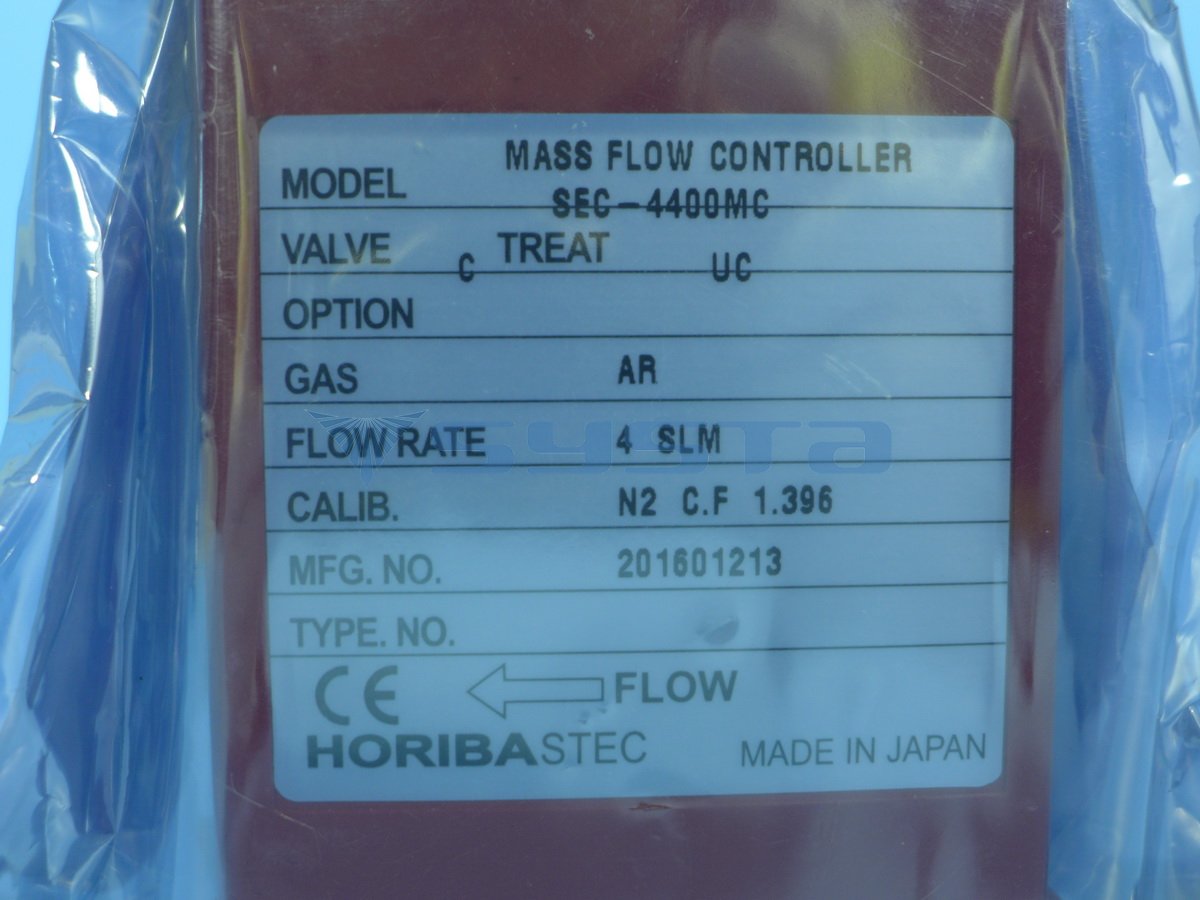 MASS FLOW CONTROLLER
MODEL SEC-4400MC
VALVE C TREAT UC
OPTION
GAS AR
FLOW RATE 4 SLM
SYSTA
CALIB. N2 C.F 1.396
MFG. NO. 201601213
TYPE. NO.
CE FLOW
HORIBASTEC MADE IN JAPAN